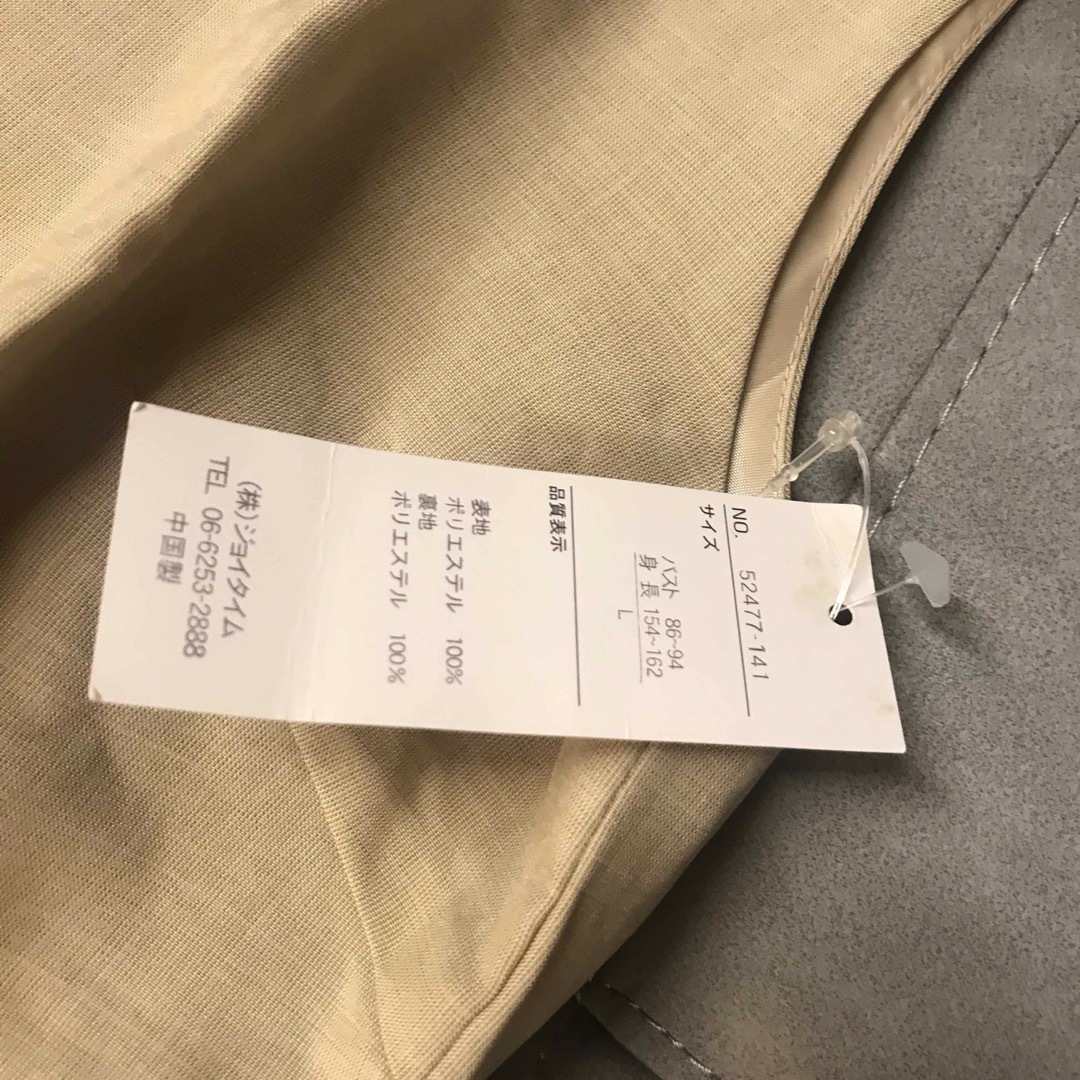 NO. 52477-141
サイズ
バスト 86~94
身長 154~162
L
品質表示
表地
ポリエステル 100%
裏地
ポリエステル 100%
(株)ジョイタイム
TEL 06-6253-2888
中国製